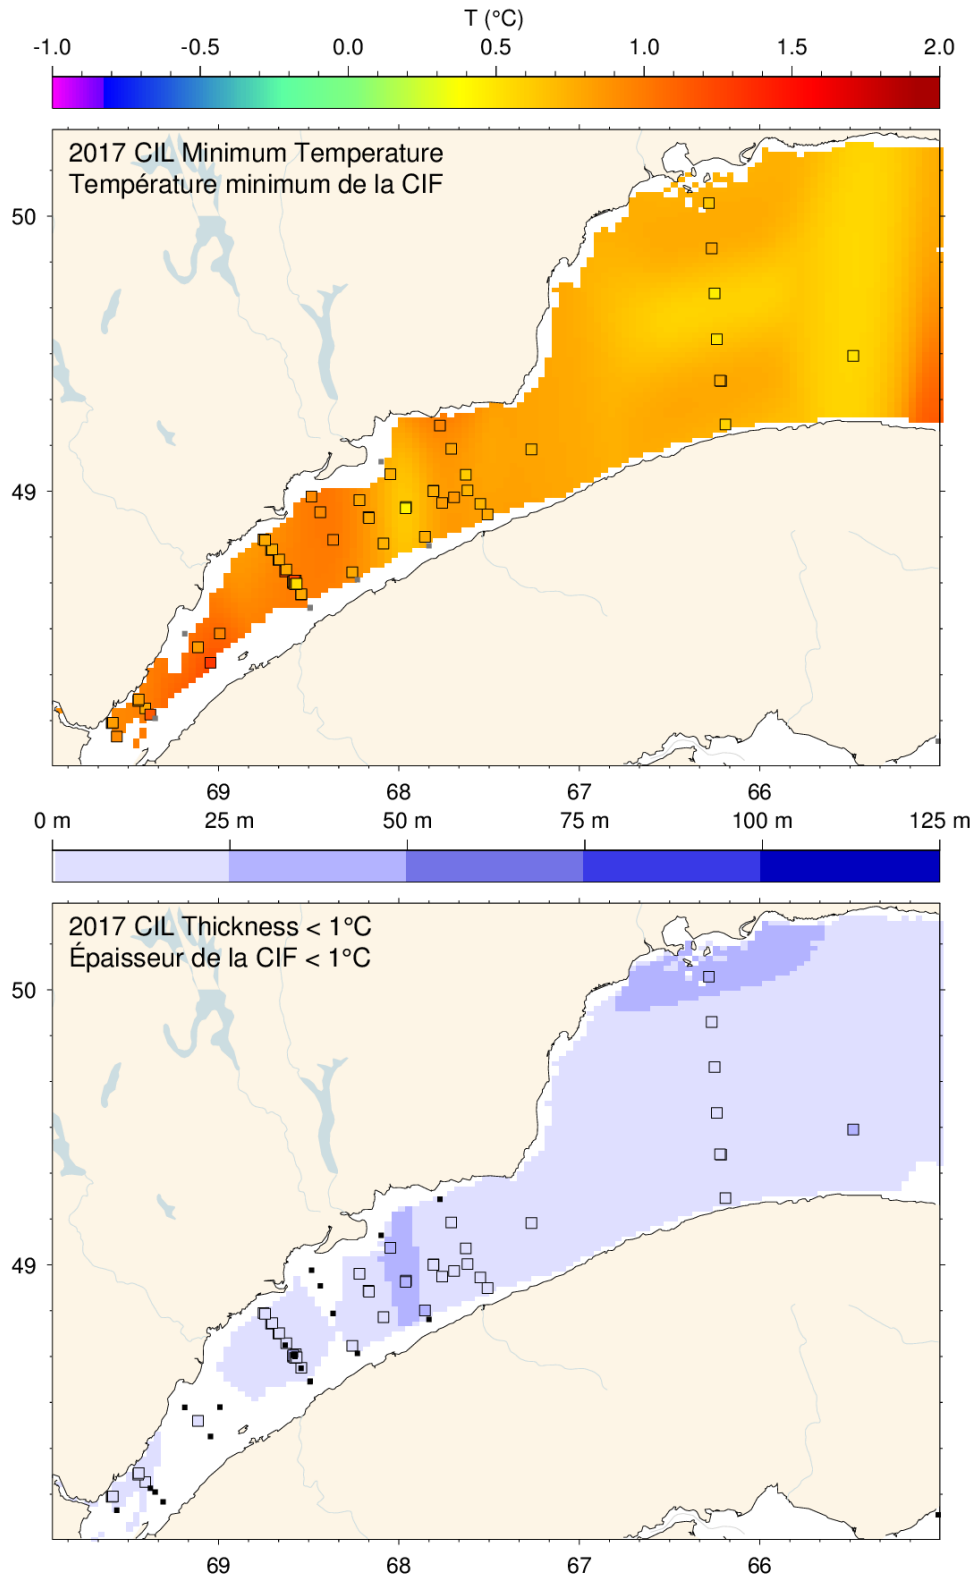 T (°C)
-1.0 -0.5 0.0 0.5 1.0 1.5 2.0
2017 CIL Minimum Temperature
Température minimum de la CIF
50
49
69 68 67 66
0 m 25 m 50 m 75 m 100 m 125 m
2017 CIL Thickness < 1°C
Épaisseur de la CIF < 1°C
50
49
69 68 67 66